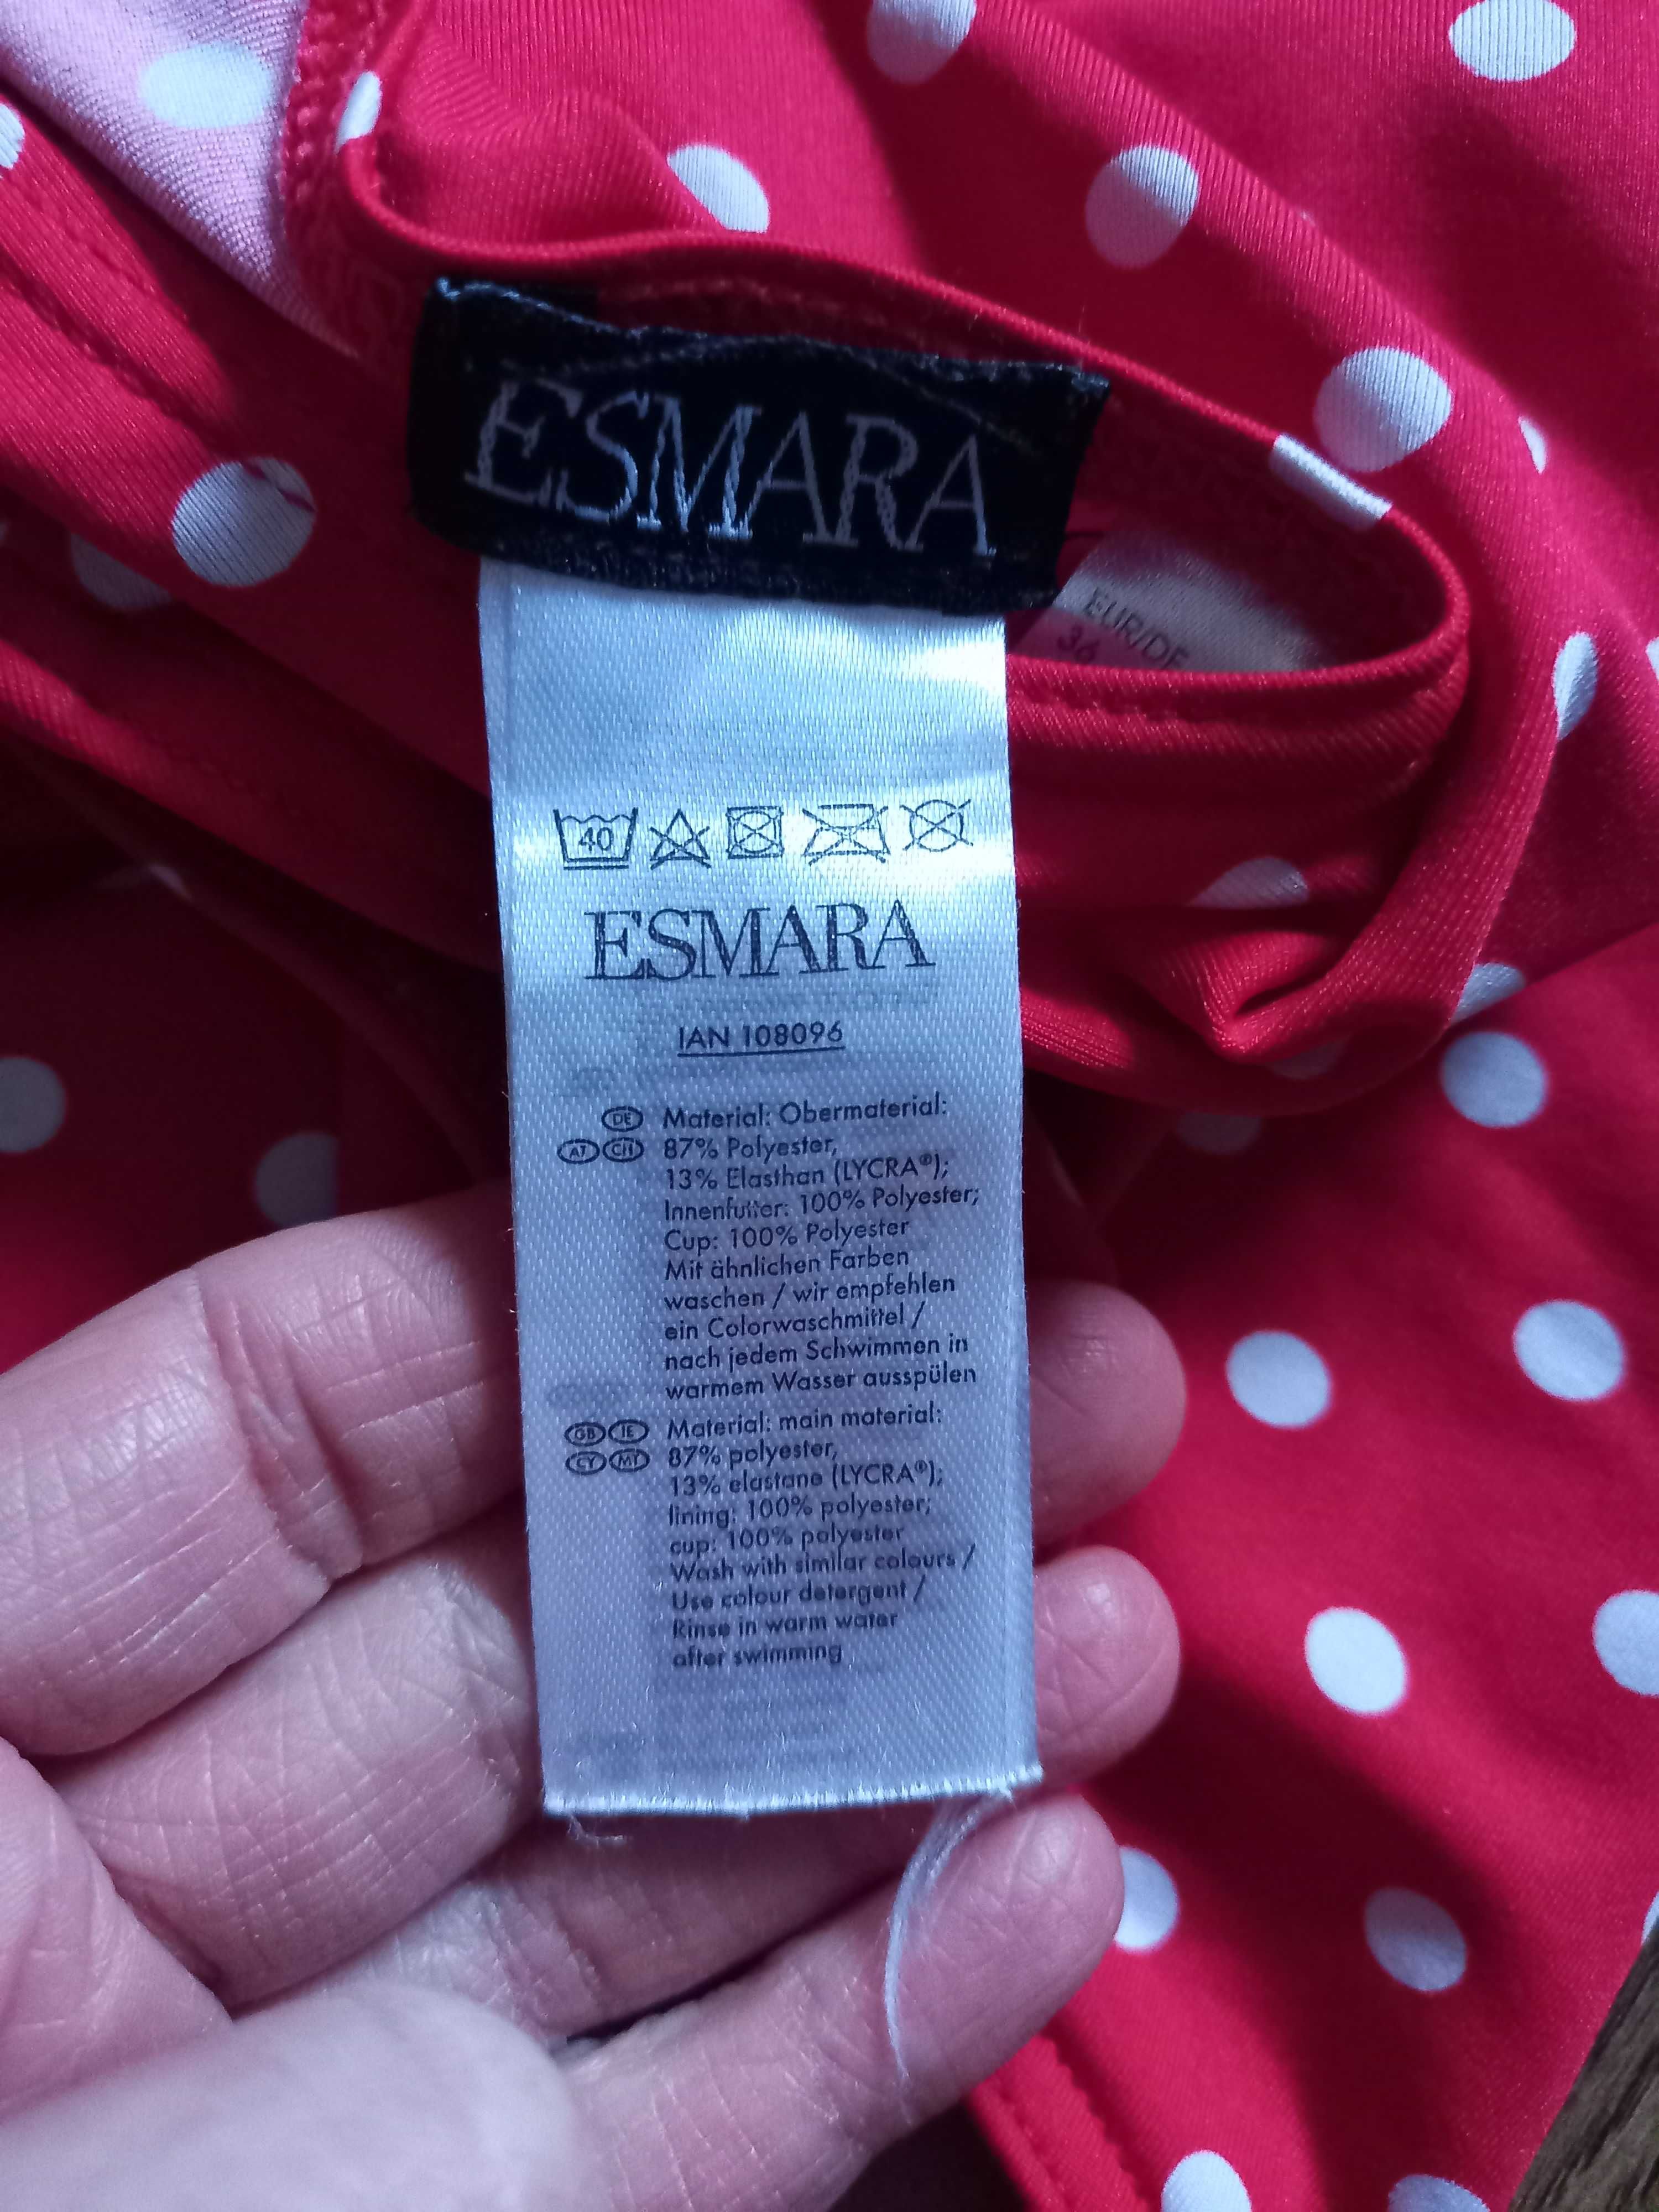 ESMARA
EUR/DE
36
40
ESMARA
IAN 108096
DE Material: Obermaterial:
AT CH 87% Polyester,
13% Elasthan (LYCRA®);
Innenfutter: 100% Polyester;
Cup: 100% Polyester
Mit ähnlichen Farben
waschen / wir empfehlen
ein Colorwaschmittel /
nach jedem Schwimmen in
warmem Wasser ausspülen
GB IE Material: main material:
CY MT 87% polyester,
13% elastane (LYCRA®);
lining: 100% polyester;
cup: 100% polyester
Wash with similar colours /
Use colour detergent /
Rinse in warm water
after swimming